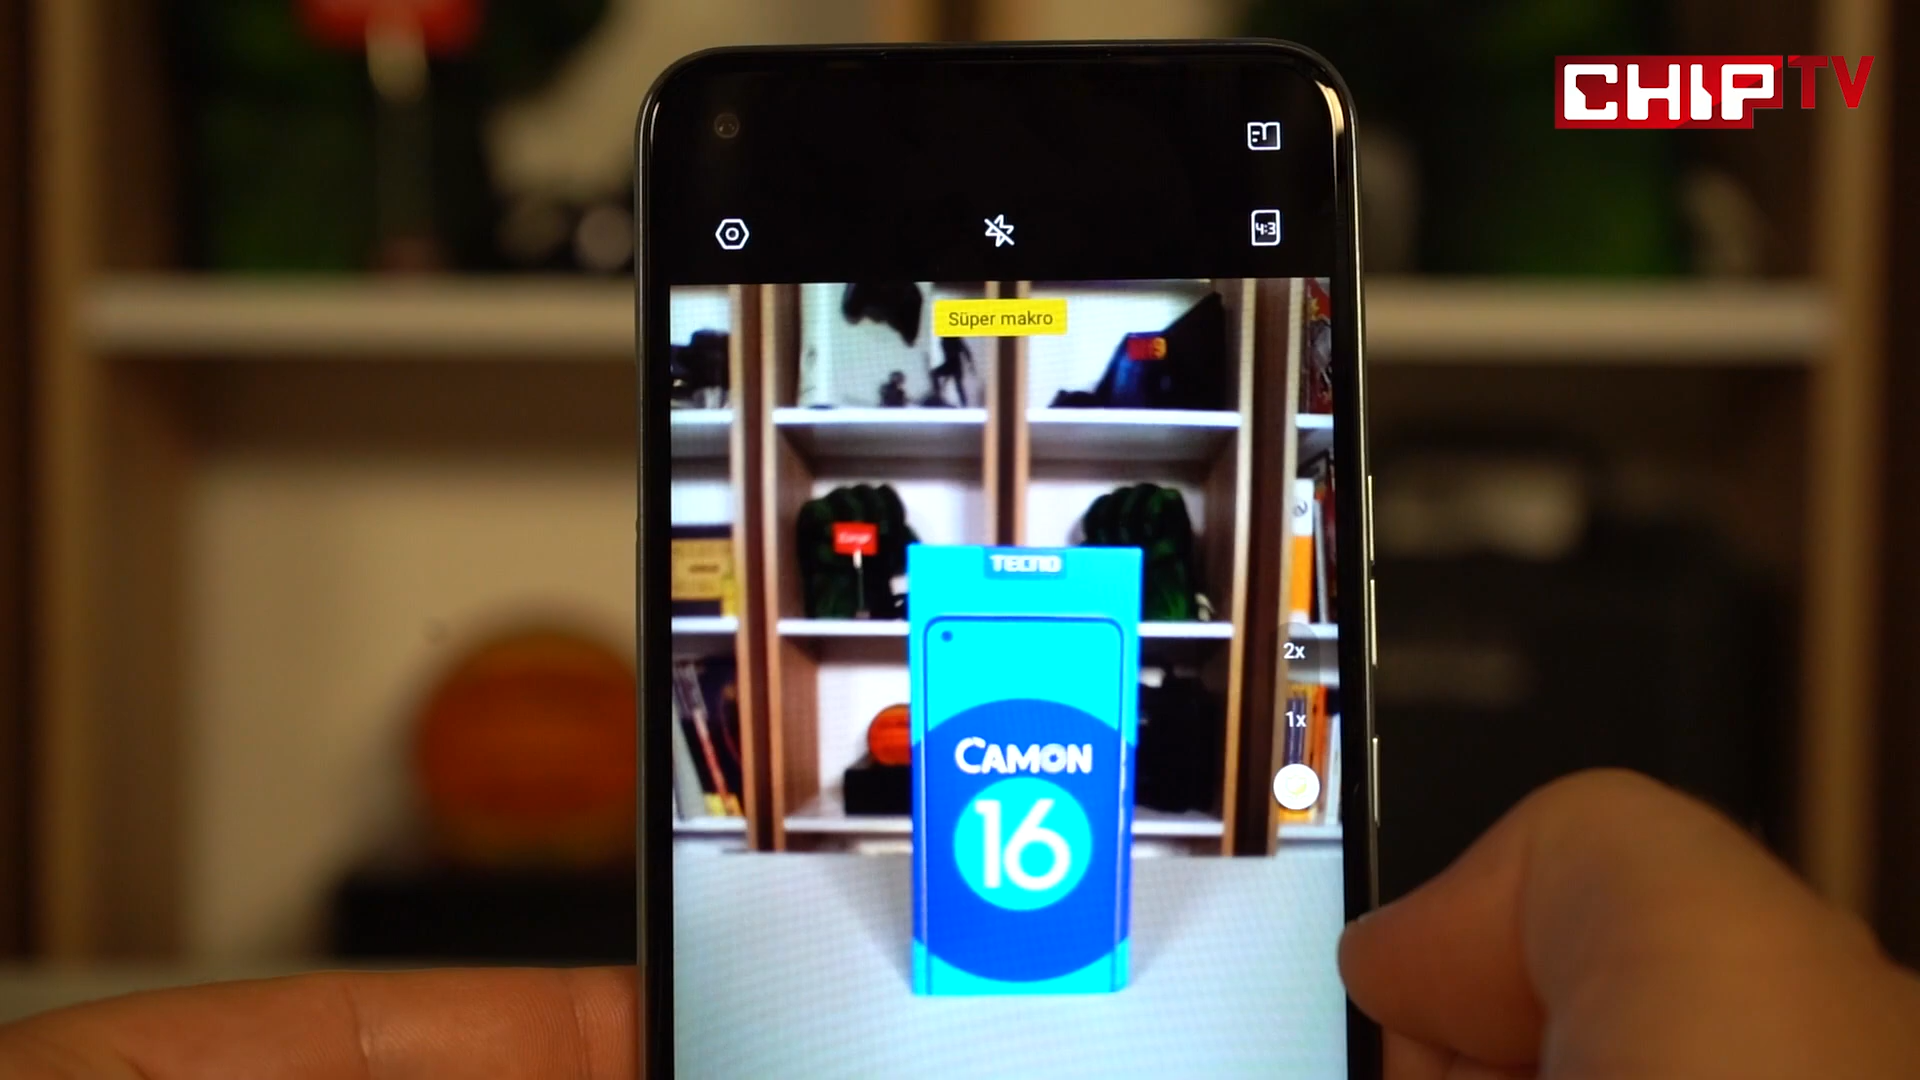 CHIP TV
4:3
Süper makro
TECNO
2x
1x
CAMON
16